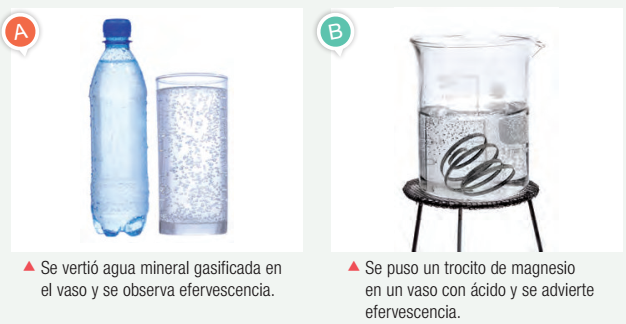 A
B
▲ Se vertió agua mineral gasificada en
el vaso y se observa efervescencia.
▲ Se puso un trocito de magnesio
en un vaso con ácido y se advierte
efervescencia.